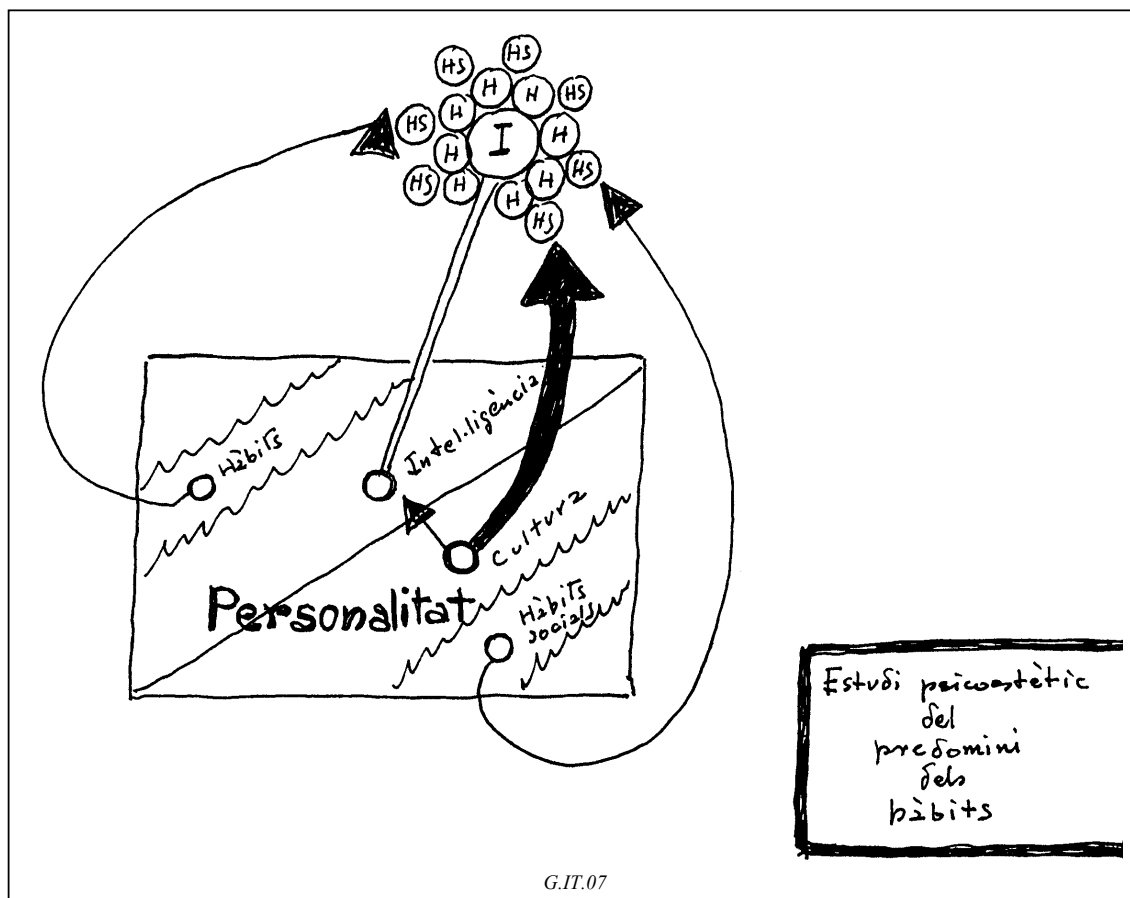 HS
HS
H
H
HS
HS
H
I
H
H
HS
HS
H
H
H
HS
Hàbits
Intel·ligència
Cultura
Personalitat
Hàbits
socials
Estudi psicoestètic
del
predomini
dels
hàbits
G.IT.07